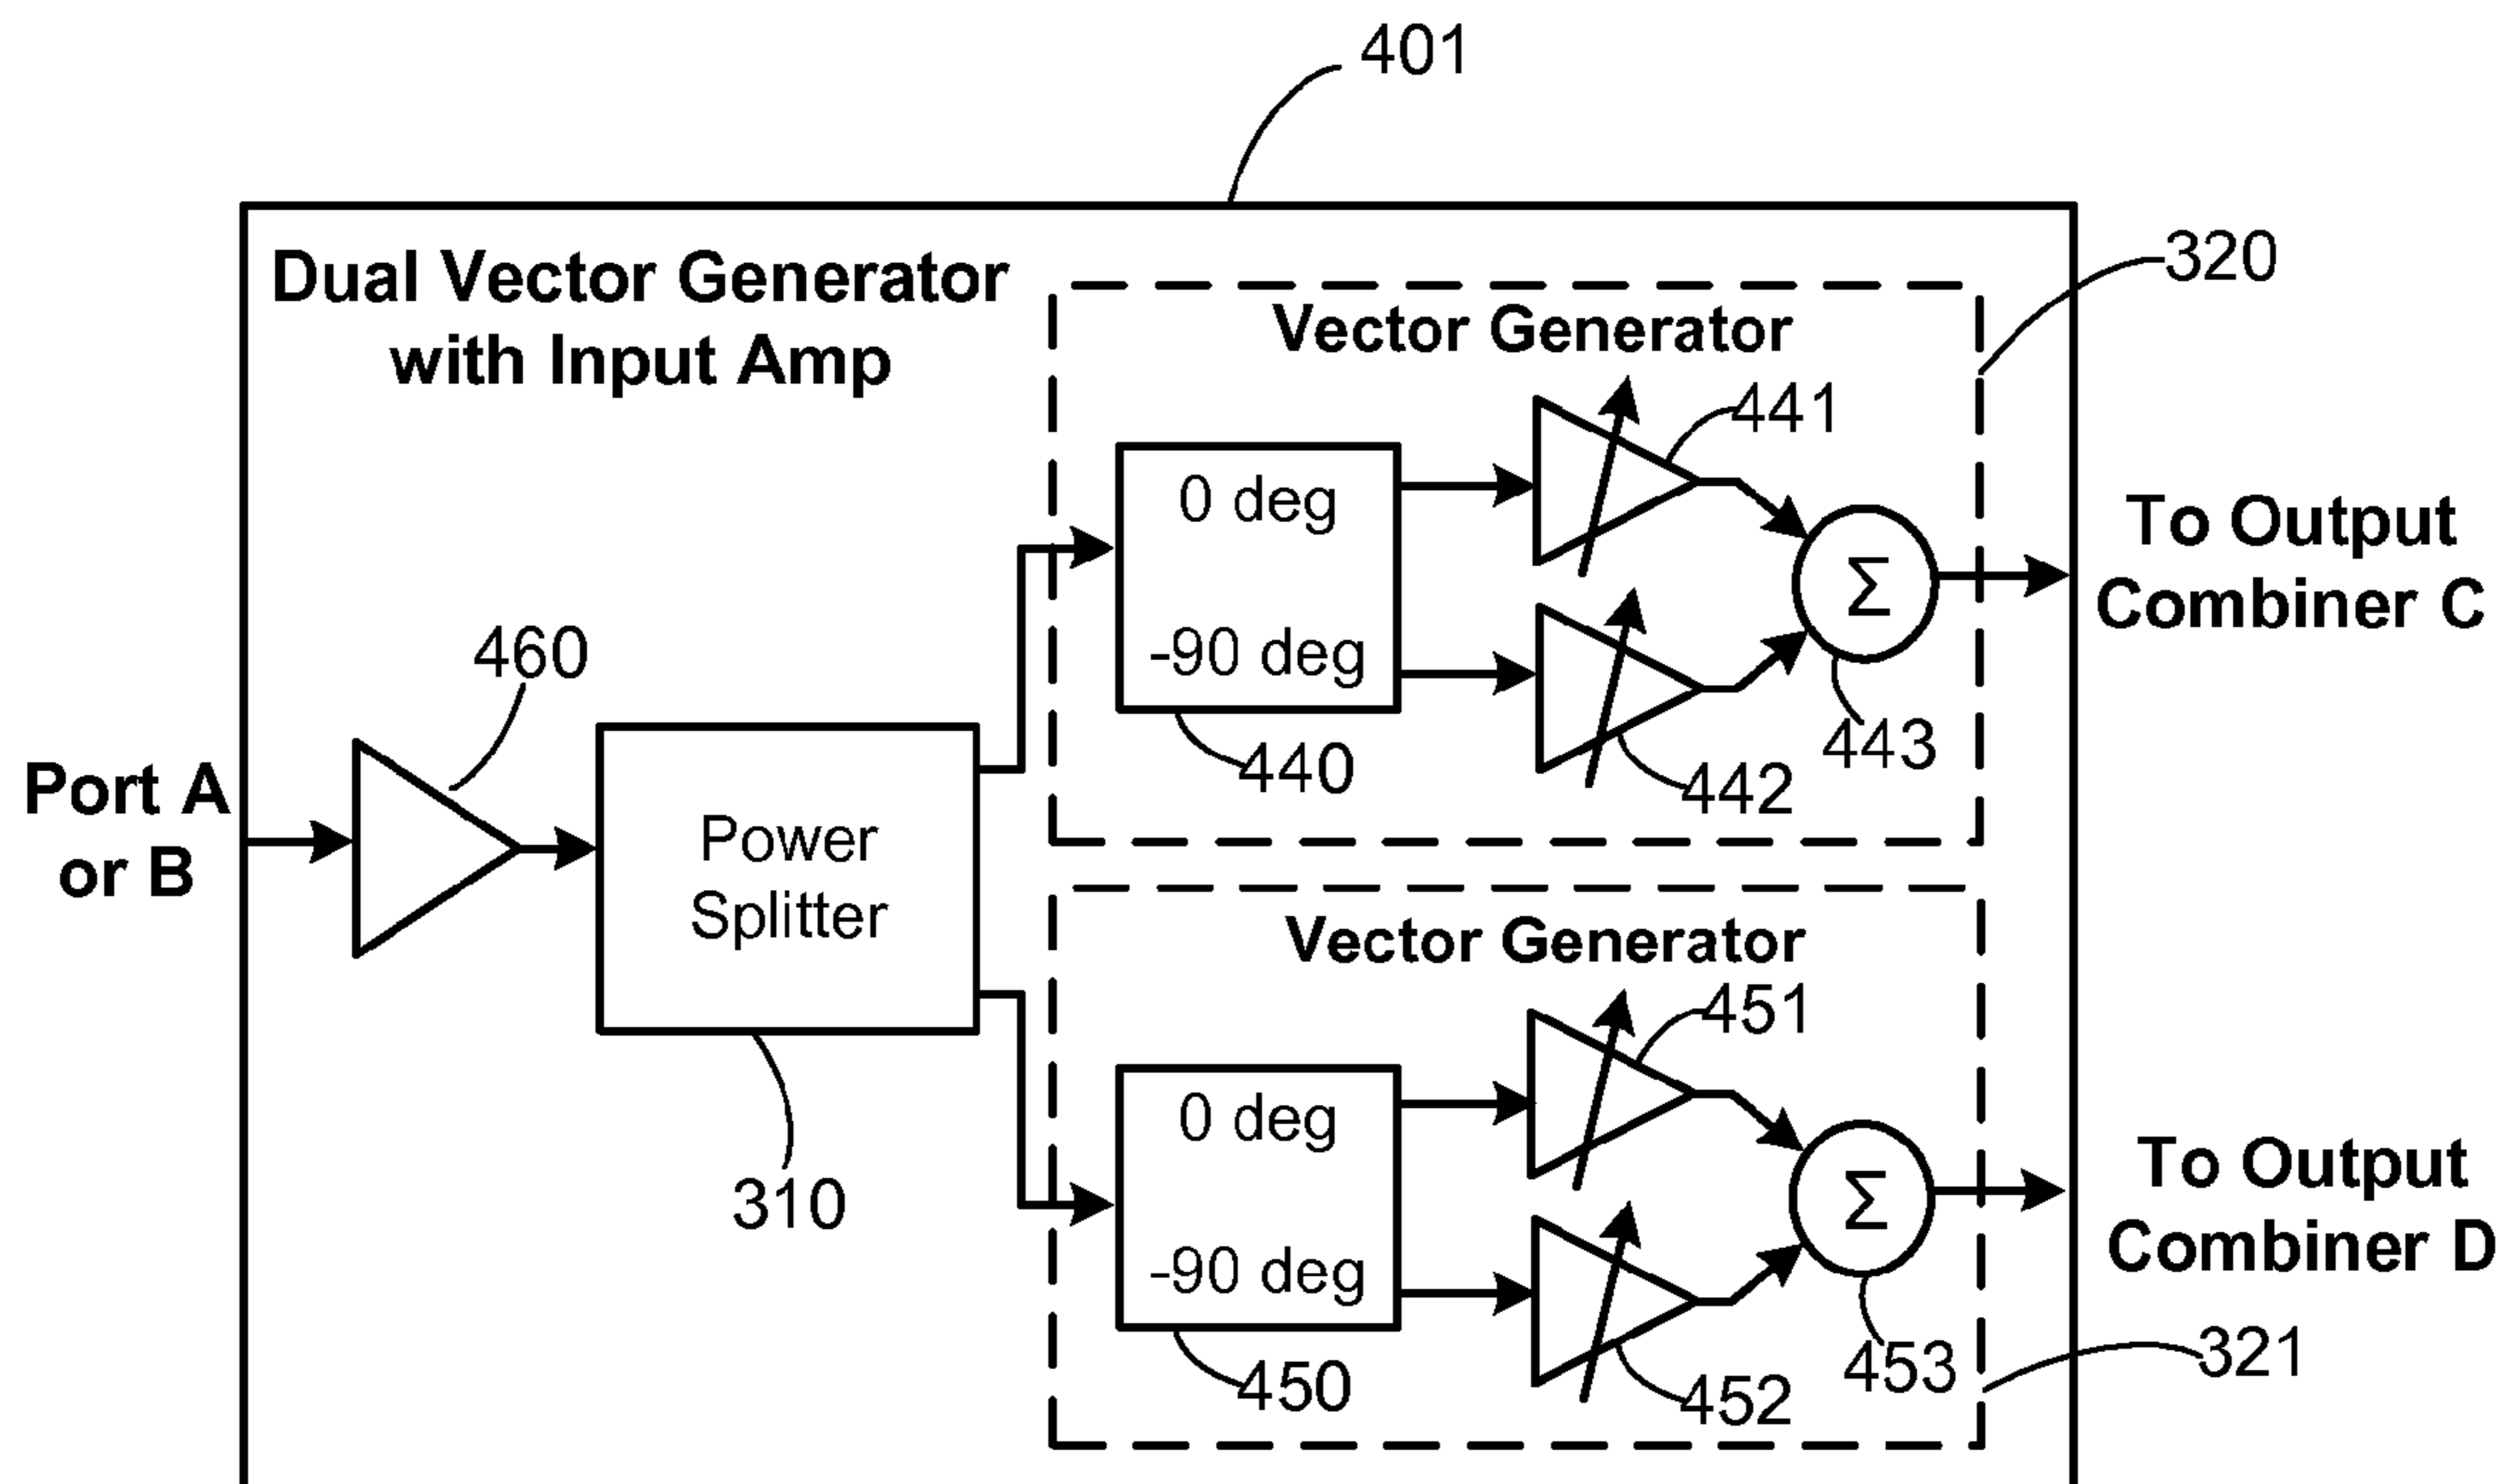 401
Dual Vector Generator
with Input Amp
320
Vector Generator
441
0 deg
-90 deg
Σ
To Output
Combiner C
440
442
443
460
Port A
or B
Power
Splitter
310
Vector Generator
451
0 deg
-90 deg
Σ
To Output
Combiner D
450
452
453
321